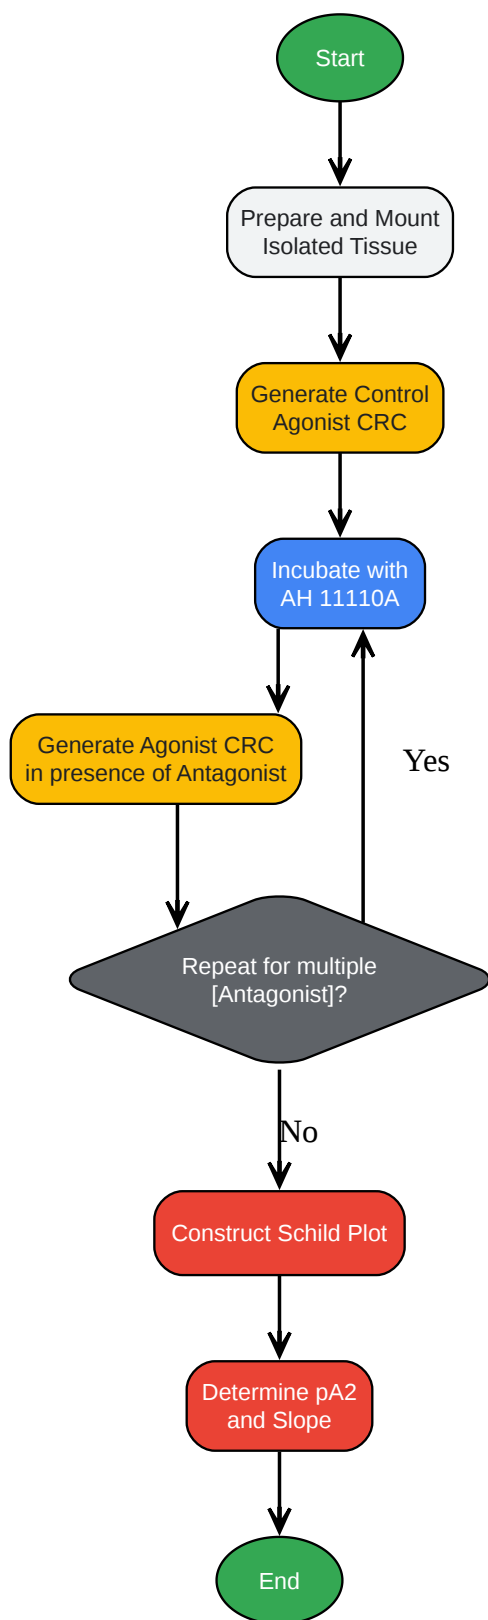 Start
Prepare and Mount
Isolated Tissue
Generate Control
Agonist CRC
Incubate with
AH 11110A
Generate Agonist CRC
in presence of Antagonist
Yes
Repeat for multiple
[Antagonist]?
No
Construct Schild Plot
Determine pA2
and Slope
End